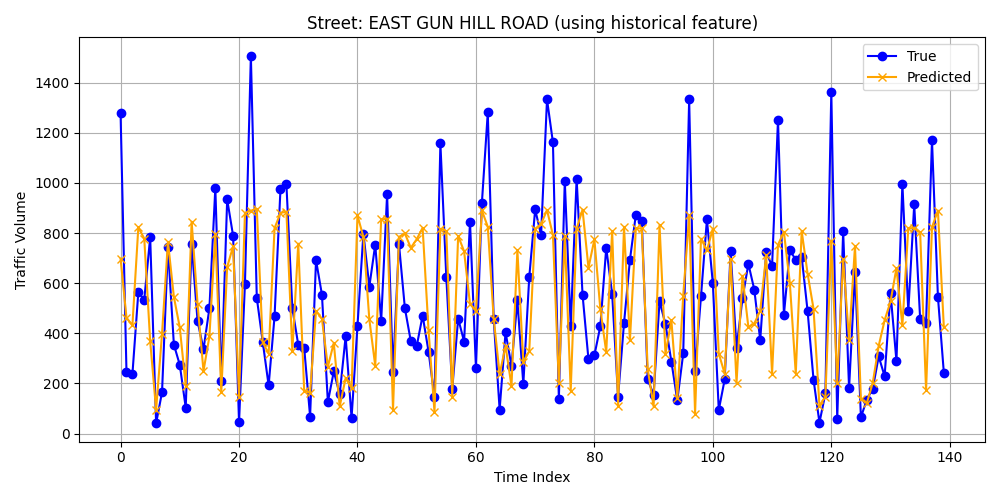 Street: EAST GUN HILL ROAD (using historical feature)
True
Predicted
Traffic Volume
1400
1200
1000
800
600
400
200
0
0 20 40 60 80 100 120 140
Time Index